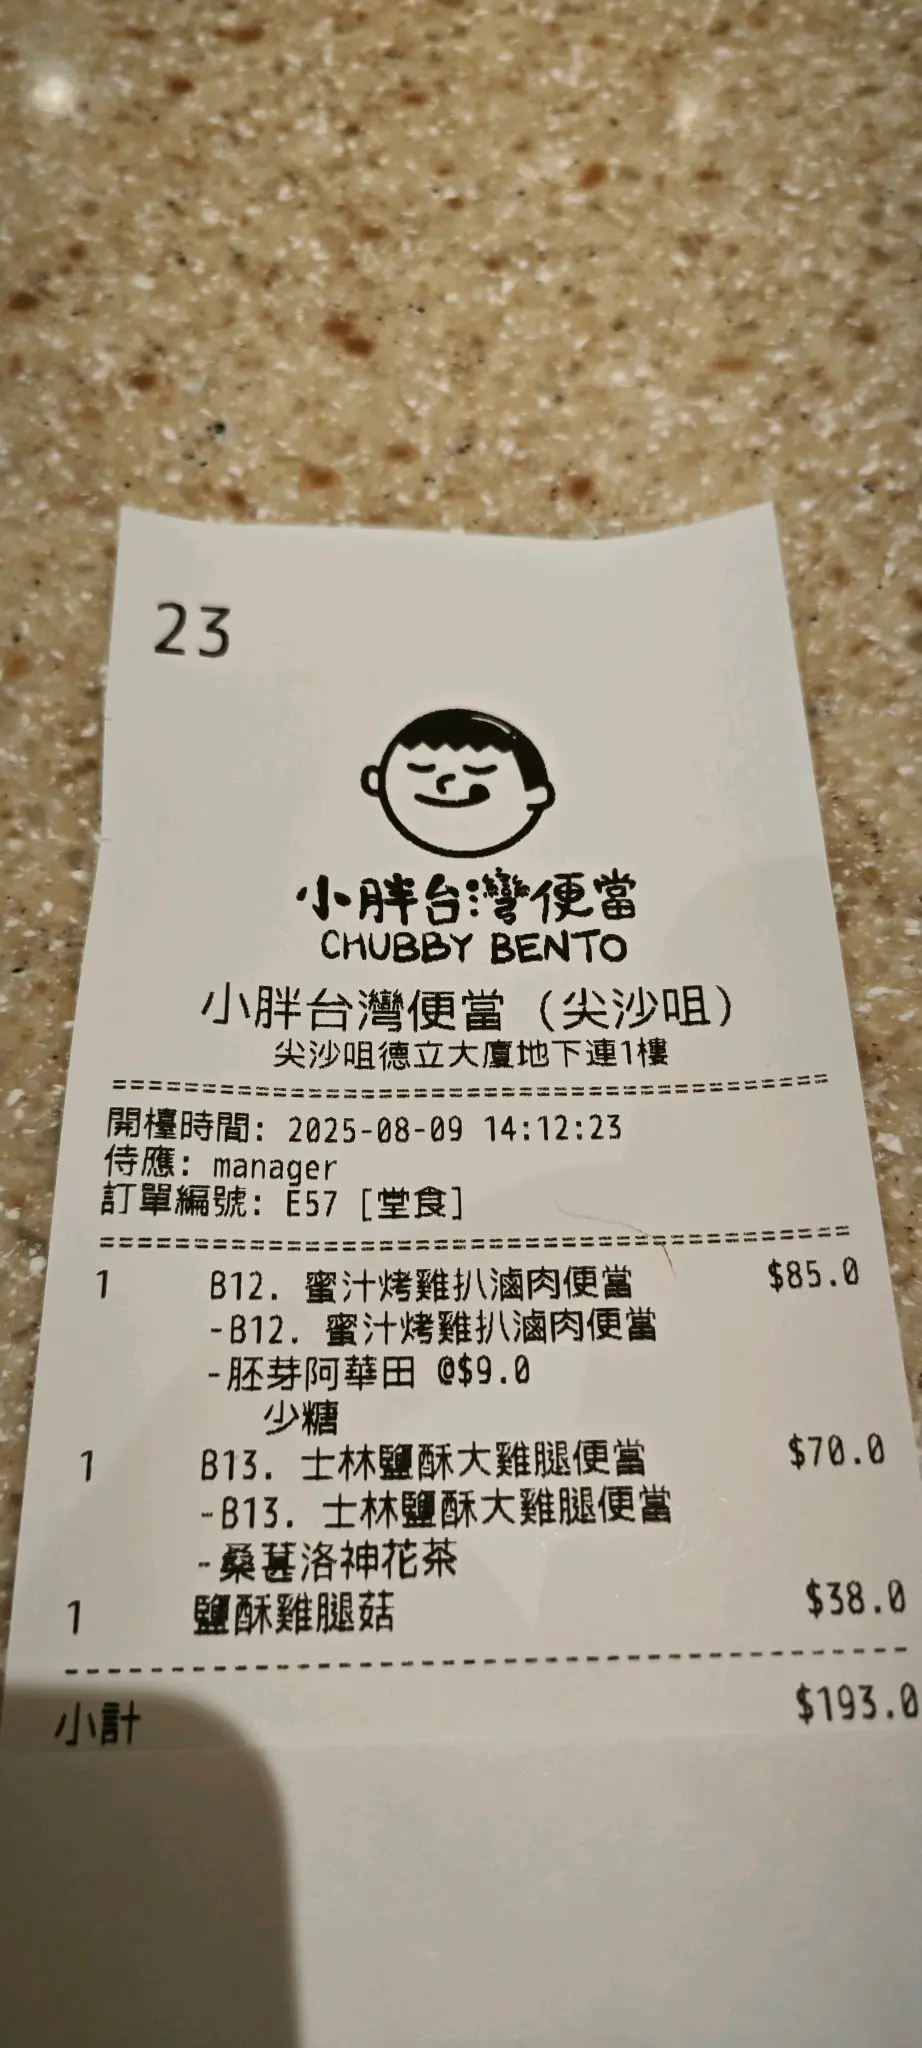 23
小胖台灣便當
CHUBBY BENTO
小胖台灣便當（尖沙咀）
尖沙咀德立大廈地下連1樓
======================================
開檯時間: 2025-08-09 14:12:23
侍應: manager
訂單編號: E57 [堂食]
======================================
1 B12. 蜜汁烤雞扒滷肉便當 $85.0
-B12. 蜜汁烤雞扒滷肉便當
-胚芽阿華田 @$9.0
少糖
1 B13. 士林鹽酥大雞腿便當 $70.0
-B13. 士林鹽酥大雞腿便當
-桑葚洛神花茶
1 鹽酥雞腿菇 $38.0
--------------------------------------
小計 $193.0